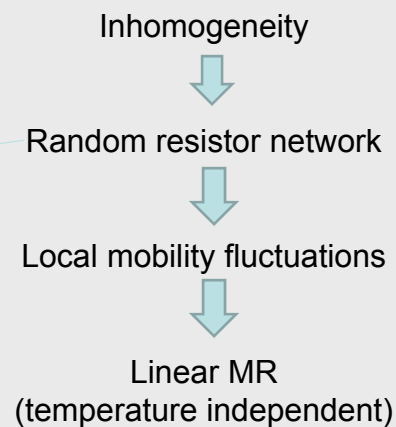 Inhomogeneity
Random resistor network
Local mobility fluctuations
Linear MR
(temperature independent)